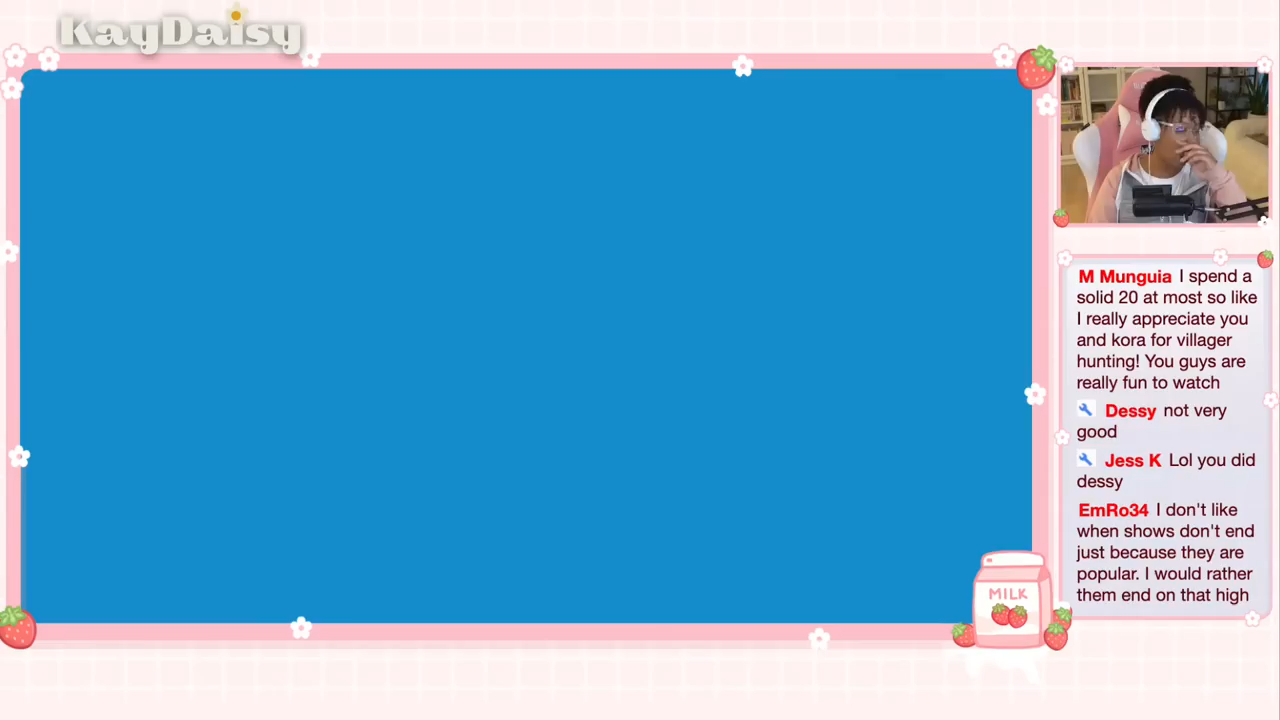 KayDaisy
M Munguia I spend a
solid 20 at most so like
I really appreciate you
and kora for villager
hunting! You guys are
really fun to watch
Dessy not very
good
Jess K Lol you did
dessy
EmRo34 I don't like
when shows don't end
just because they are
popular. I would rather
them end on that high
MILK